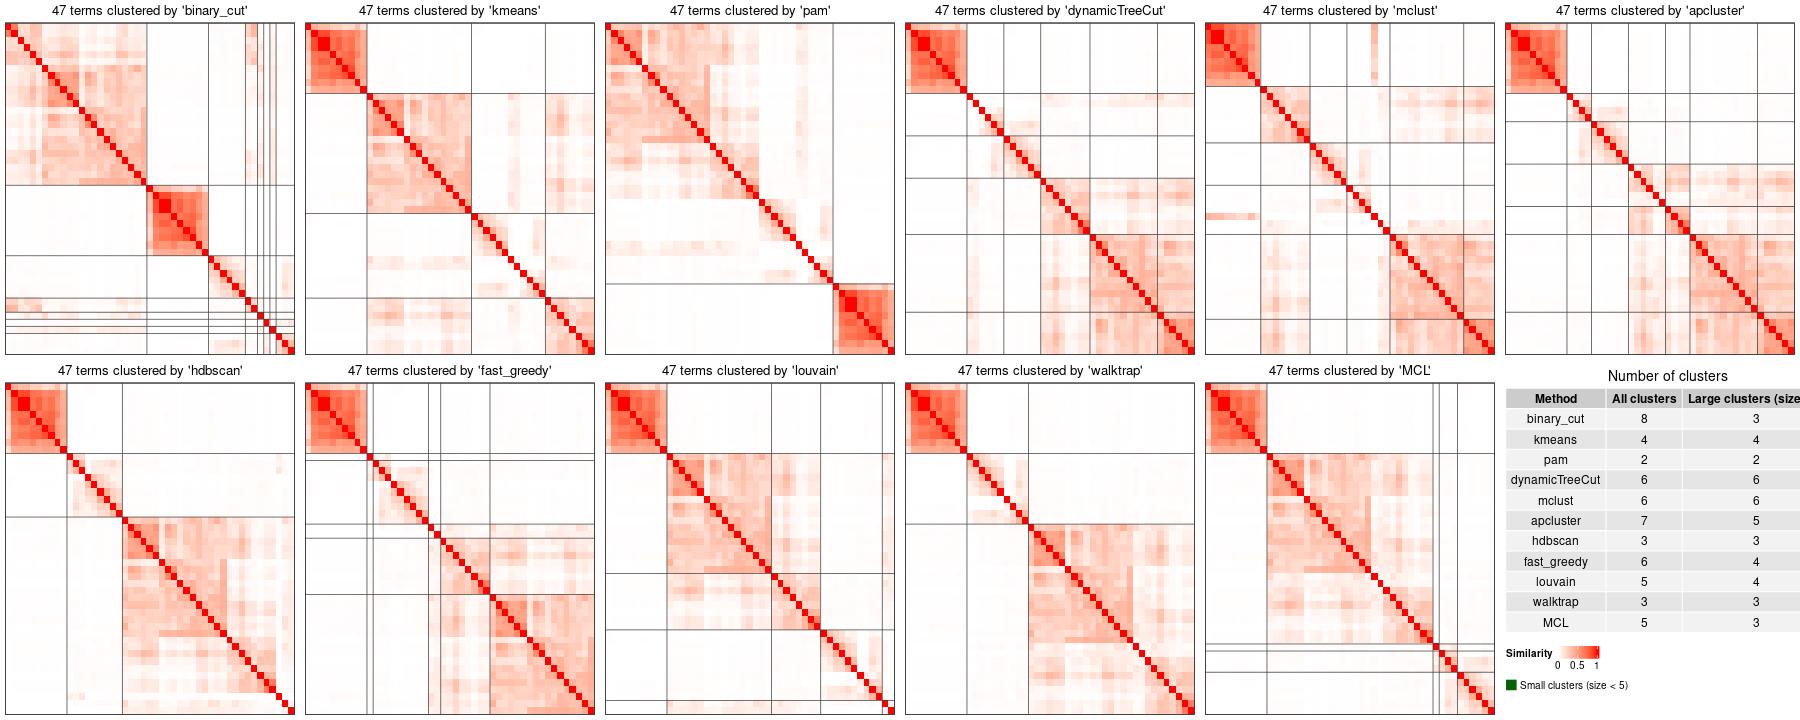 47 terms clustered by 'binary_cut'
47 terms clustered by 'kmeans'
47 terms clustered by 'pam'
47 terms clustered by 'dynamicTreeCut'
47 terms clustered by 'mclust'
47 terms clustered by 'apcluster'
47 terms clustered by 'hdbscan'
47 terms clustered by 'fast_greedy'
47 terms clustered by 'louvain'
47 terms clustered by 'walktrap'
47 terms clustered by 'MCL'
Number of clusters
Method All clusters Large clusters (size
binary_cut 8 3
kmeans 4 4
pam 2 2
dynamicTreeCut 6 6
mclust 6 6
apcluster 7 5
hdbscan 3 3
fast_greedy 6 4
louvain 5 4
walktrap 3 3
MCL 5 3
Similarity
0 0.5 1
Small clusters (size < 5)